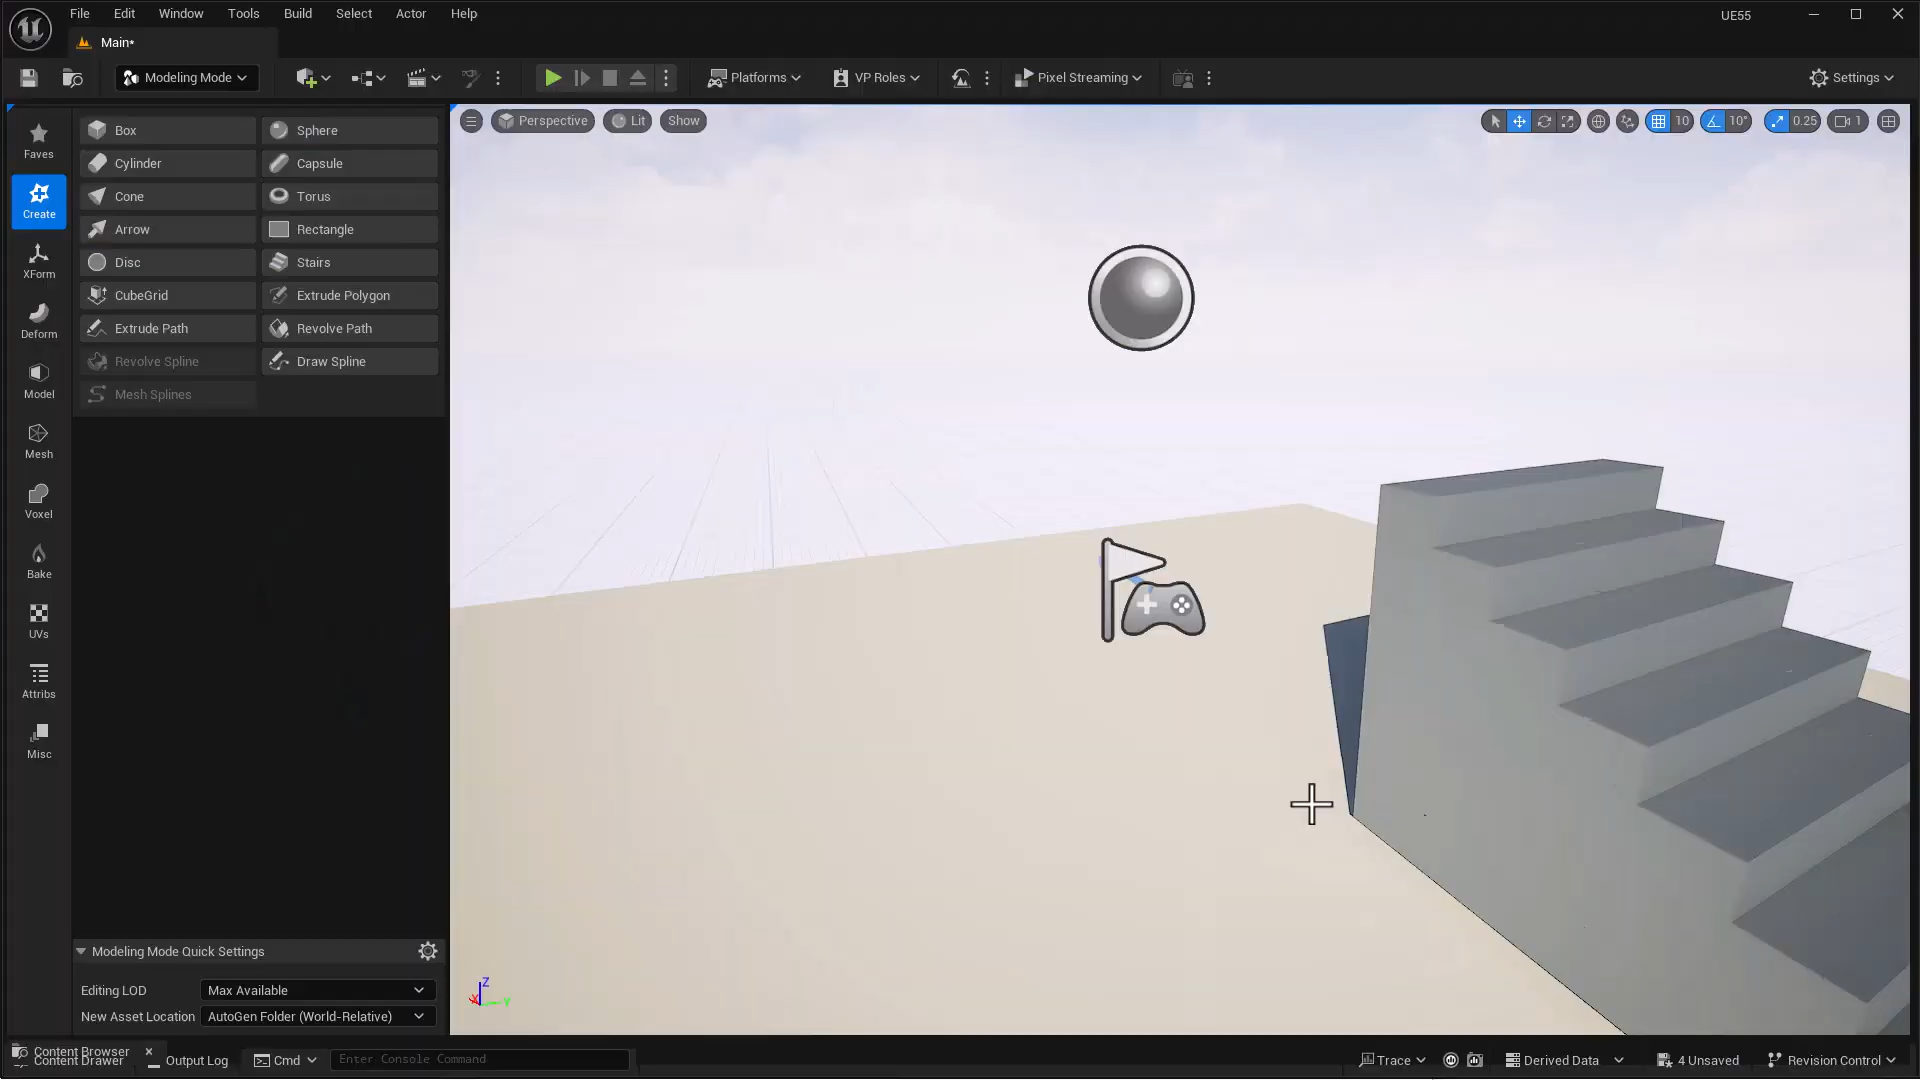 File Edit Window Tools Build Select Actor Help
UE55
Main*
Modeling Mode
Platforms
VP Roles
Pixel Streaming
Settings
Faves
Create
XForm
Deform
Model
Mesh
Voxel
Bake
UVs
Attribs
Misc
Box
Sphere
Cylinder
Capsule
Cone
Torus
Arrow
Rectangle
Disc
Stairs
CubeGrid
Extrude Polygon
Extrude Path
Revolve Path
Revolve Spline
Draw Spline
Mesh Splines
Perspective
Lit
Show
10
10°
0.25
1
Modeling Mode Quick Settings
Editing LOD
Max Available
New Asset Location
AutoGen Folder (World-Relative)
Z
X
Y
Content Browser
Content Drawer
Output Log
Cmd
Enter Console Command
Trace
Derived Data
4 Unsaved
Revision Control